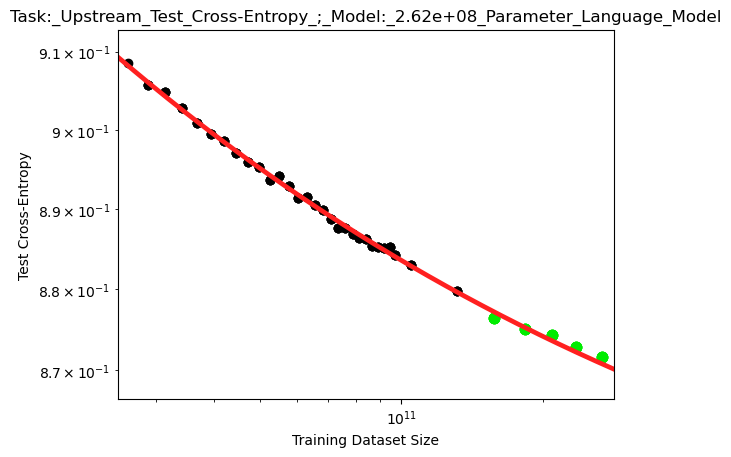 Task:_Upstream_Test_Cross-Entropy_;_Model:_2.62e+08_Parameter_Language_Model
9.1 × 10⁻¹
9 × 10⁻¹
8.9 × 10⁻¹
8.8 × 10⁻¹
8.7 × 10⁻¹
Test Cross-Entropy
10¹¹
Training Dataset Size